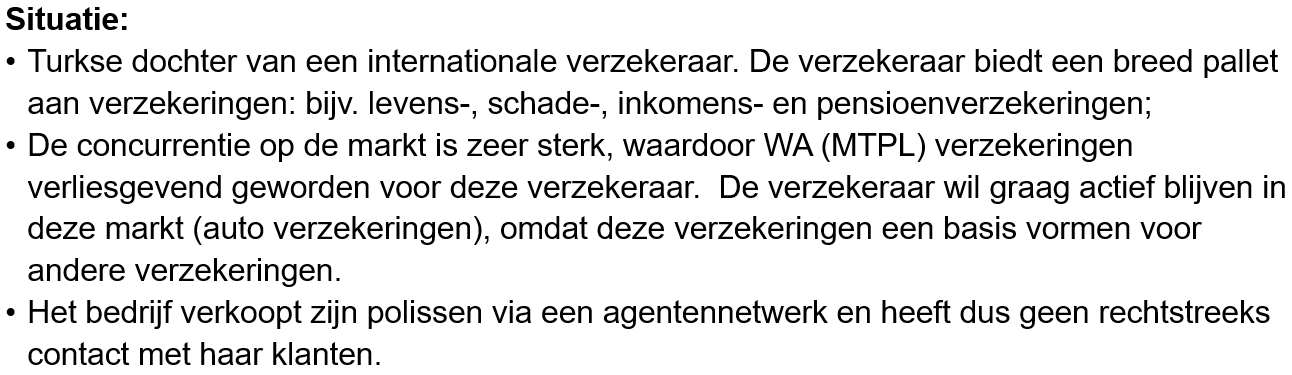 Situatie:
• Turkse dochter van een internationale verzekeraar. De verzekeraar biedt een breed pallet
aan verzekeringen: bijv. levens-, schade-, inkomens- en pensioenverzekeringen;
• De concurrentie op de markt is zeer sterk, waardoor WA (MTPL) verzekeringen
verliesgevend geworden voor deze verzekeraar.  De verzekeraar wil graag actief blijven in
deze markt (auto verzekeringen), omdat deze verzekeringen een basis vormen voor
andere verzekeringen.
• Het bedrijf verkoopt zijn polissen via een agentennetwerk en heeft dus geen rechtstreeks
contact met haar klanten.